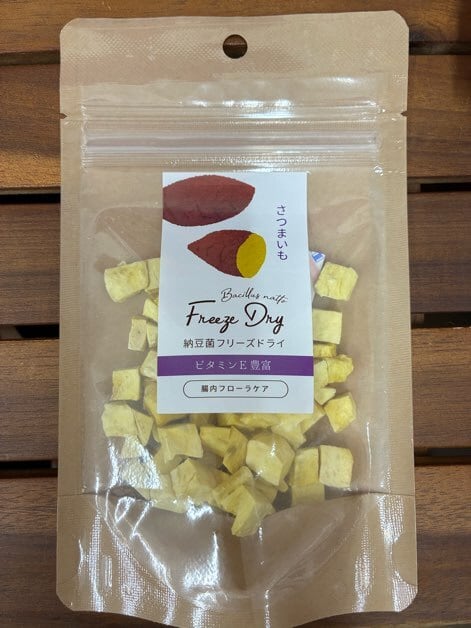 さつまいも
Bacillus natto
Freeze Dry
納豆菌フリーズドライ
ビタミンE豊富
腸内フローラケア